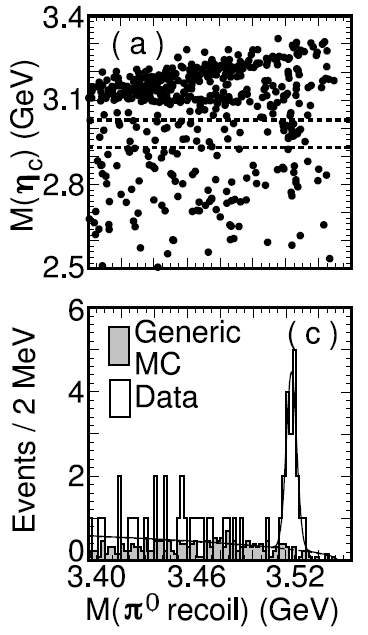 3.4
( a )
3.1
2.8
2.5
M(ηc) (GeV)
6
Generic
MC
( c )
Data
4
2
0
Events / 2 MeV
3.40 3.46 3.52
M(π⁰ recoil) (GeV)